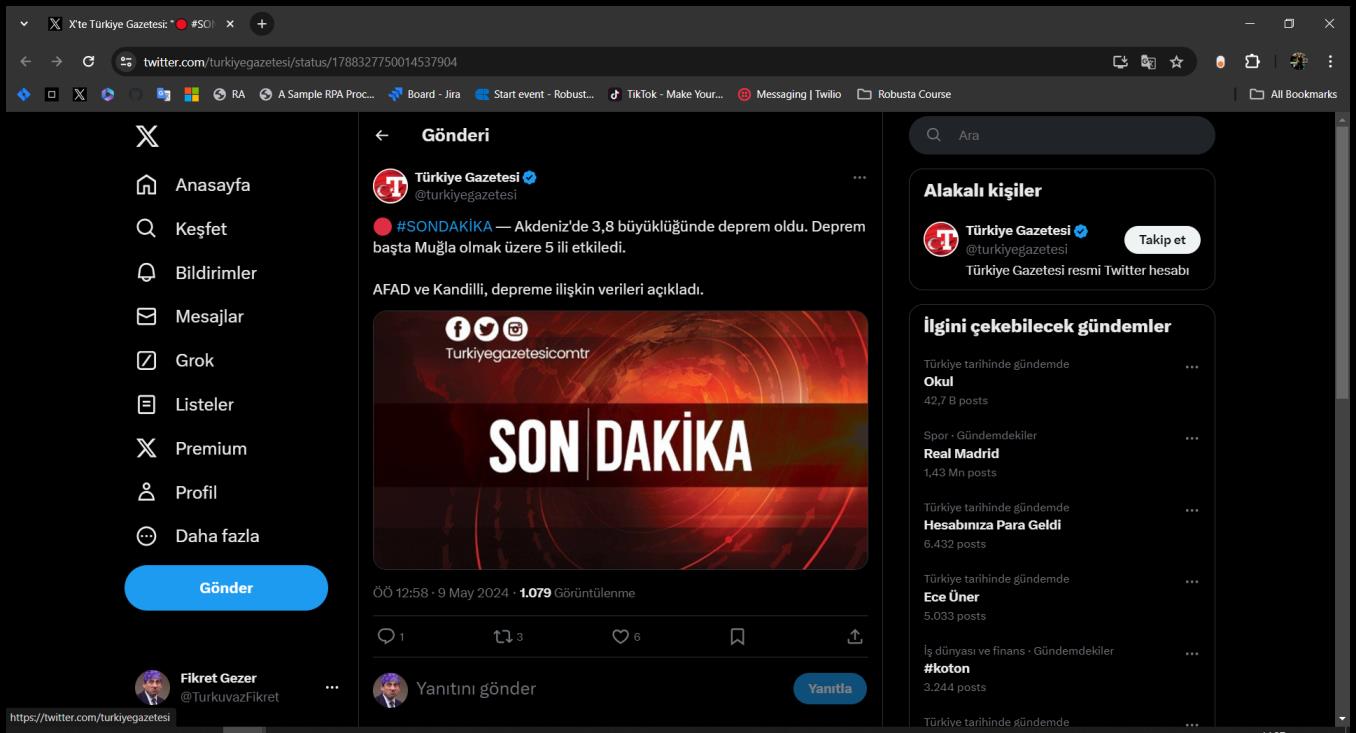 X'te Türkiye Gazetesi: "🔴 #SON
twitter.com/turkiyegazetesi/status/1788327750014537904
RA
A Sample RPA Proc...
Board - Jira
Start event - Robust...
TikTok - Make Your...
Messaging | Twilio
Robusta Course
All Bookmarks
Anasayfa
Keşfet
Bildirimler
Mesajlar
Grok
Listeler
Premium
Profil
Daha fazla
Gönder
Fikret Gezer
@TurkuvazFikret
https://twitter.com/turkiyegazetesi
Gönderi
Türkiye Gazetesi
@turkiyegazetesi
🔴 #SONDAKİKA — Akdeniz'de 3,8 büyüklüğünde deprem oldu. Deprem
başta Muğla olmak üzere 5 ili etkiledi.
AFAD ve Kandilli, depreme ilişkin verileri açıkladı.
Turkiyegazetesicomtr
SON DAKİKA
ÖÖ 12:58 · 9 May 2024 · 1.079 Görüntülenme
1
3
6
Yanıtını gönder
Yanıtla
Ara
Alakalı kişiler
Türkiye Gazetesi
@turkiyegazetesi
Takip et
Türkiye Gazetesi resmi Twitter hesabı
İlgini çekebilecek gündemler
Türkiye tarihinde gündemde
Okul
42,7 B posts
Spor · Gündemdekiler
Real Madrid
1,43 Mn posts
Türkiye tarihinde gündemde
Hesabınıza Para Geldi
6.432 posts
Türkiye tarihinde gündemde
Ece Üner
5.033 posts
İş dünyası ve finans · Gündemdekiler
#koton
3.244 posts
Türkiye tarihinde gündemde